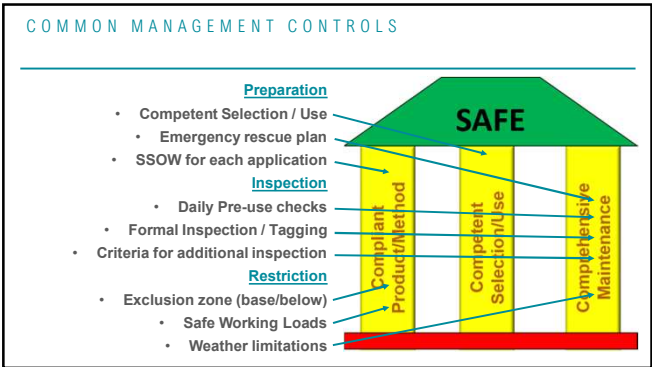 COMMON MANAGEMENT CONTROLS
Preparation
• Competent Selection / Use
• Emergency rescue plan
• SSOW for each application
Inspection
• Daily Pre-use checks
• Formal Inspection / Tagging
• Criteria for additional inspection
Restriction
• Exclusion zone (base/below)
• Safe Working Loads
• Weather limitations
SAFE
Compliant
Product/Method
Competent
Selection/Use
Comprehensive
Maintenance